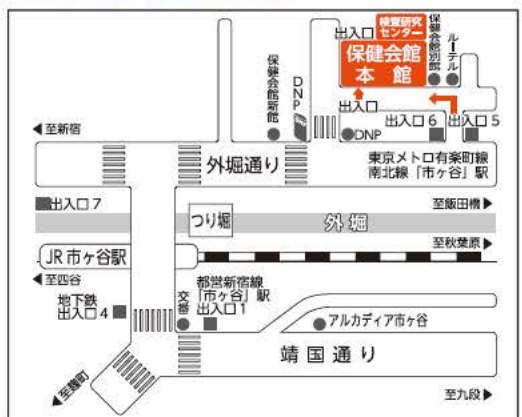 検査研究
センター
出入口
保健会館
本館
保健会館別館
ルーテル
保健会館新館
DNP
出入口
DNP
出入口6
出入口5
至新宿
外堀通り
東京メトロ有楽町線
南北線「市ヶ谷」駅
出入口7
つり堀
外堀
至飯田橋
JR市ヶ谷駅
至秋葉原
至四谷
地下鉄
出入口4
交番
都営新宿線
「市ヶ谷」駅
出入口1
アルカディア市ヶ谷
靖国通り
至麹町
至九段